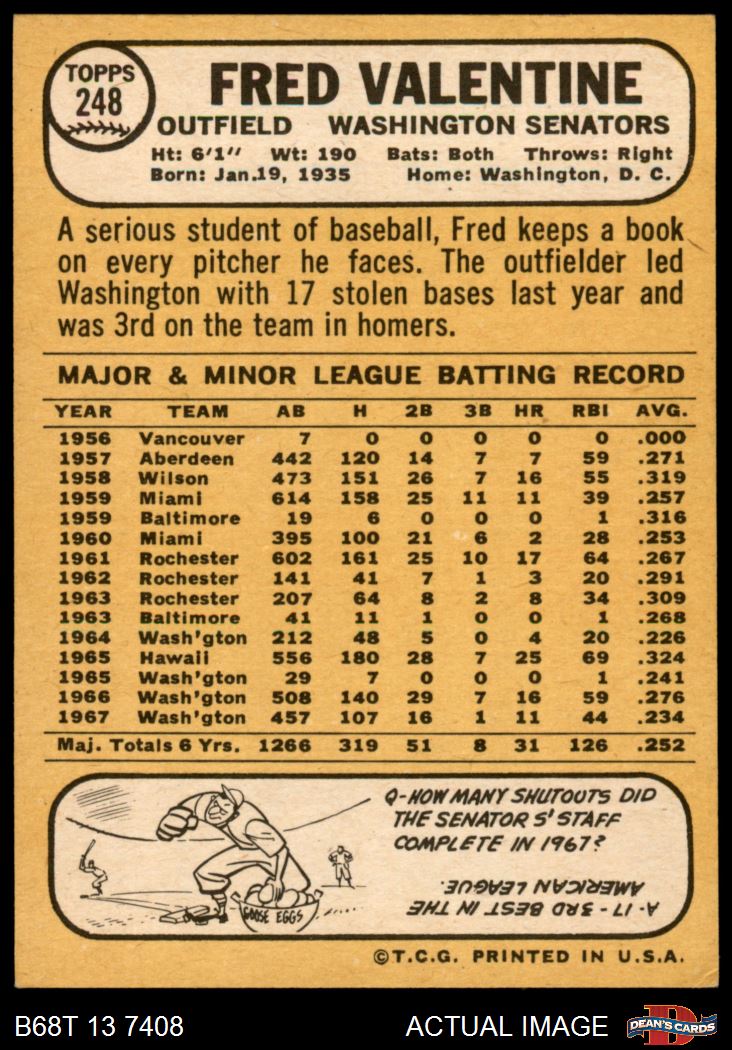 TOPPS
248
FRED VALENTINE
OUTFIELD WASHINGTON SENATORS
Ht: 6'1" Wt: 190 Bats: Both Throws: Right
Born: Jan.19, 1935 Home: Washington, D. C.
A serious student of baseball, Fred keeps a book
on every pitcher he faces. The outfielder led
Washington with 17 stolen bases last year and
was 3rd on the team in homers.
MAJOR & MINOR LEAGUE BATTING RECORD
YEAR TEAM AB H 2B 3B HR RBI AVG.
1956 Vancouver 7 0 0 0 0 0 .000
1957 Aberdeen 442 120 14 7 7 59 .271
1958 Wilson 473 151 26 7 16 55 .319
1959 Miami 614 158 25 11 11 39 .257
1959 Baltimore 19 6 0 0 0 1 .316
1960 Miami 395 100 21 6 2 28 .253
1961 Rochester 602 161 25 10 17 64 .267
1962 Rochester 141 41 7 1 3 20 .291
1963 Rochester 207 64 8 2 8 34 .309
1963 Baltimore 41 11 1 0 0 1 .268
1964 Wash'gton 212 48 5 0 4 20 .226
1965 Hawaii 556 180 28 7 25 69 .324
1965 Wash'gton 29 7 0 0 0 1 .241
1966 Wash'gton 508 140 29 7 16 59 .276
1967 Wash'gton 457 107 16 1 11 44 .234
Maj. Totals 6 Yrs. 1266 319 51 8 31 126 .252
Q-HOW MANY SHUTOUTS DID
THE SENATOR S' STAFF
COMPLETE IN 1967?
A-17-3RD BEST IN THE
AMERICAN LEAGUE.
GOOSE EGGS
©T.C.G. PRINTED IN U.S.A.
B68T 13 7408 ACTUAL IMAGE
D
DEAN'S CARDS